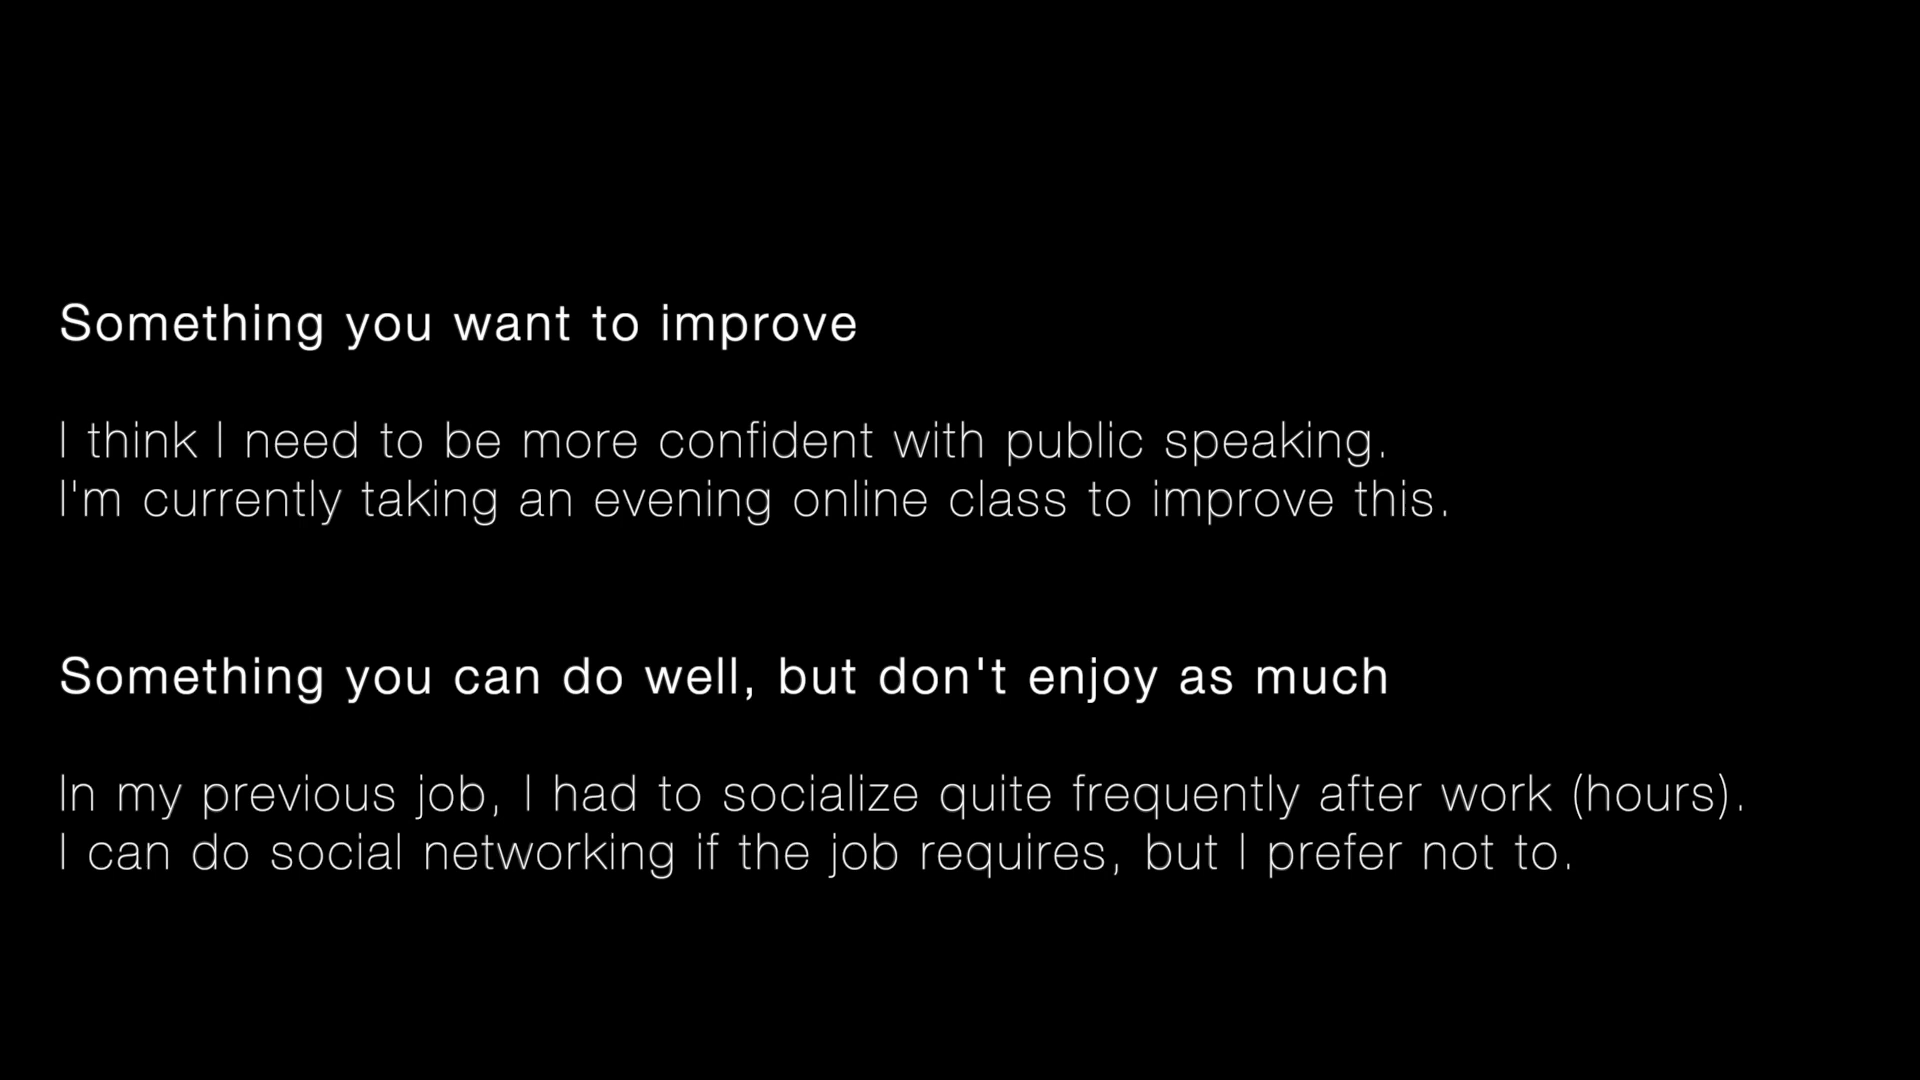 Something you want to improve
I think I need to be more confident with public speaking.
I'm currently taking an evening online class to improve this.
Something you can do well, but don't enjoy as much
In my previous job, I had to socialize quite frequently after work (hours).
I can do social networking if the job requires, but I prefer not to.